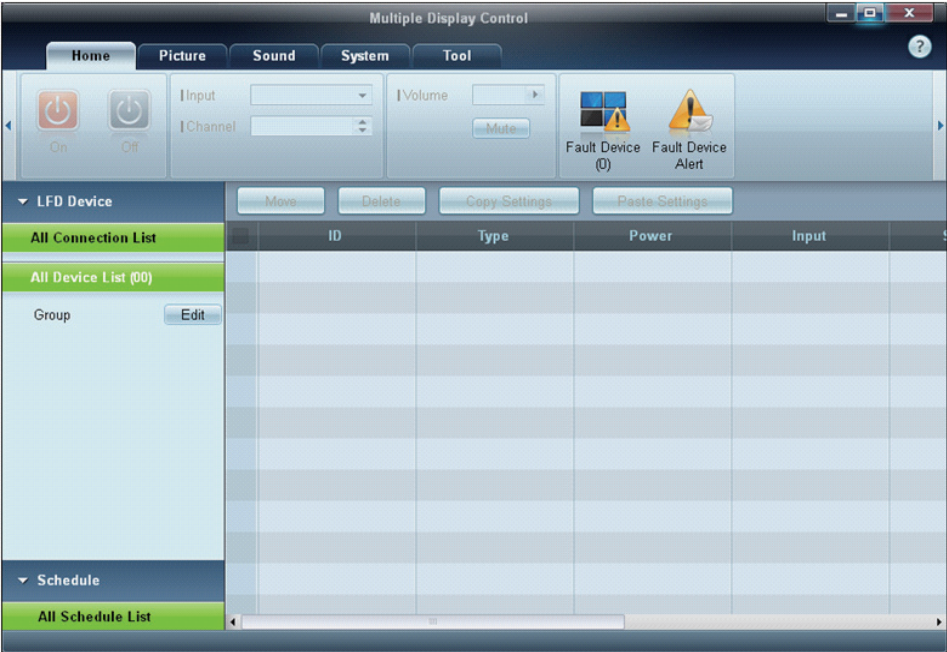 Multiple Display Control
Home Picture Sound System Tool
?
Input
Volume
Channel
Mute
On Off
Fault Device (0)
Fault Device Alert
LFD Device
Move Delete Copy Settings Paste Settings
All Connection List
ID Type Power Input S
All Device List (00)
Group Edit
Schedule
All Schedule List